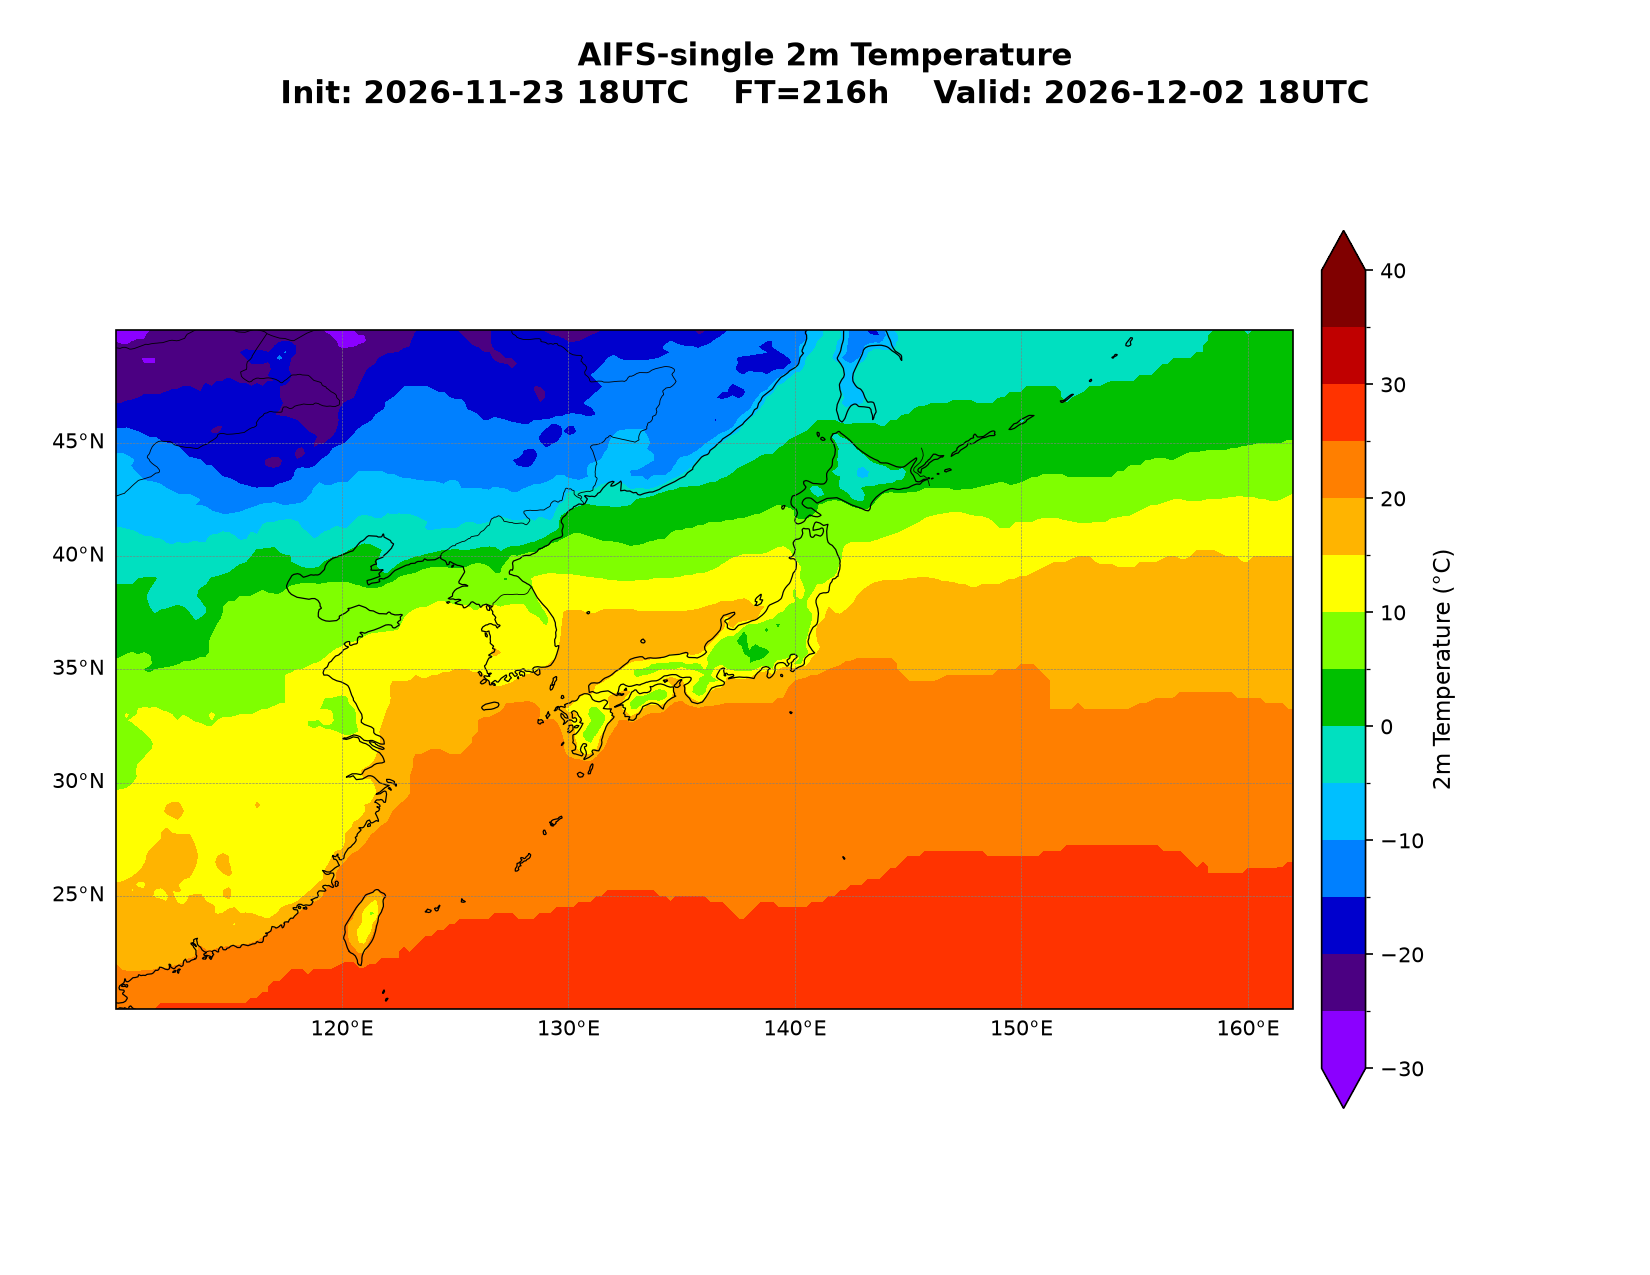 AIFS-single 2m Temperature
Init: 2026-11-23 18UTC    FT=216h    Valid: 2026-12-02 18UTC
45°N
40°N
35°N
30°N
25°N
120°E
130°E
140°E
150°E
160°E
40
30
20
10
0
−10
−20
−30
2m Temperature (°C)